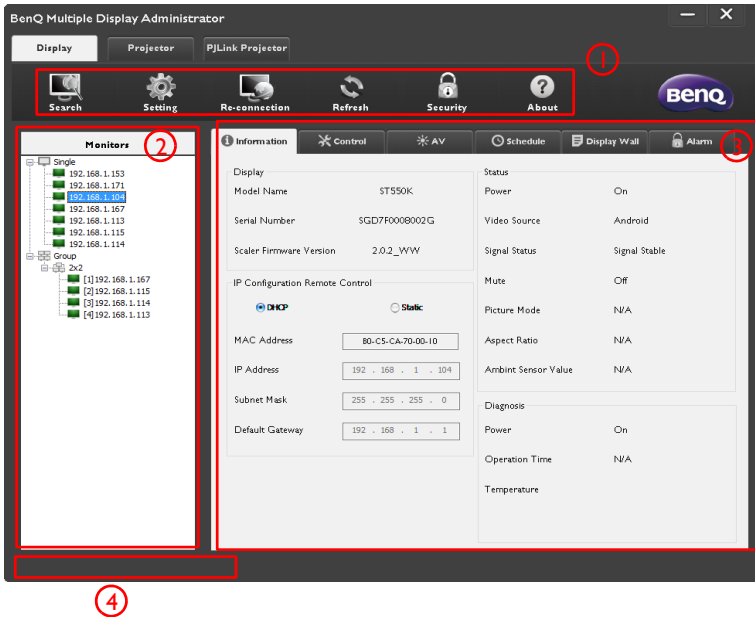 BenQ Multiple Display Administrator
Display Projector PJLink Projector
1
Search Setting Re-connection Refresh Security About
BenQ
Monitors
2
Single
192.168.1.153
192.168.1.171
192.168.1.104
192.168.1.167
192.168.1.113
192.168.1.115
192.168.1.114
Group
2x2
[1]192.168.1.167
[2]192.168.1.115
[3]192.168.1.114
[4]192.168.1.113
Information Control AV Schedule Display Wall Alarm
3
Display
Model Name ST550K
Serial Number SGD7F0008002G
Scaler Firmware Version 2.0.2_WW
IP Configuration Remote Control
DHCP Static
MAC Address 80-C5-CA-70-00-10
IP Address 192 . 168 . 1 . 104
Subnet Mask 255 . 255 . 255 . 0
Default Gateway 192 . 168 . 1 . 1
Status
Power On
Video Source Android
Signal Status Signal Stable
Mute Off
Picture Mode N/A
Aspect Ratio N/A
Ambint Sensor Value N/A
Diagnosis
Power On
Operation Time N/A
Temperature
4